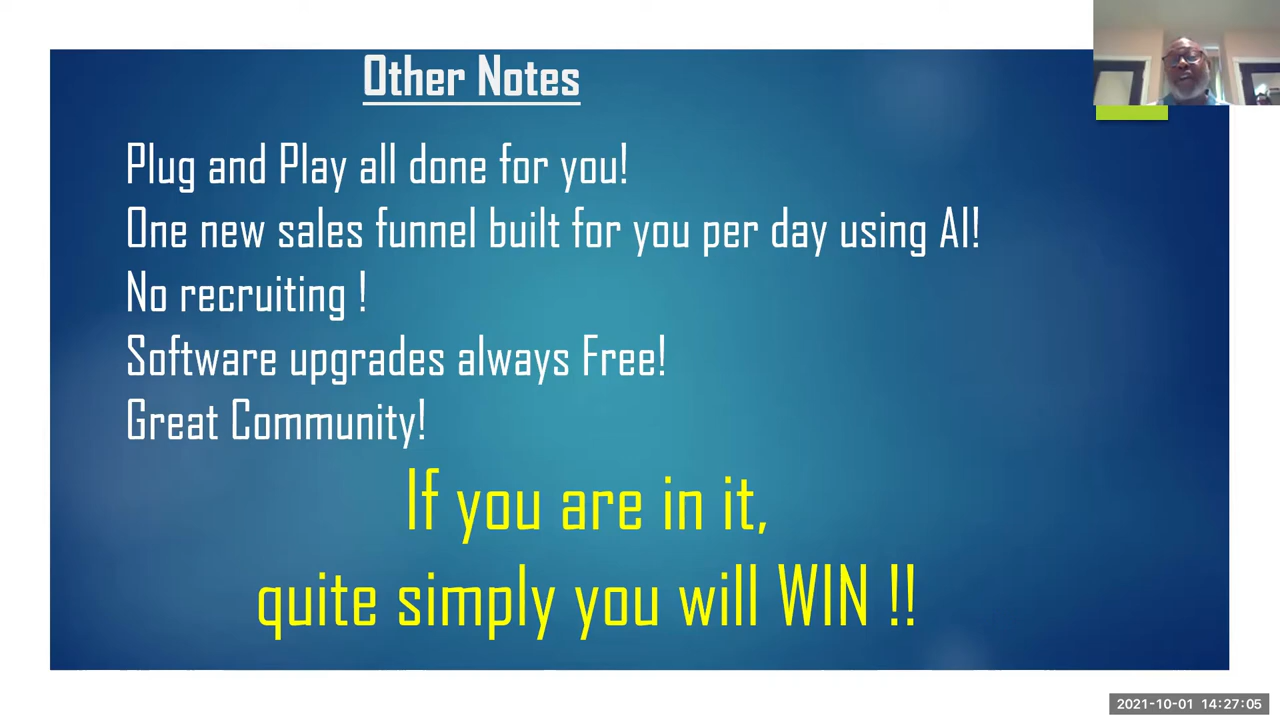 Other Notes
Plug and Play all done for you!
One new sales funnel built for you per day using AI!
No recruiting !
Software upgrades always Free!
Great Community!
If you are in it,
quite simply you will WIN !!
2021-10-01 14:27:05